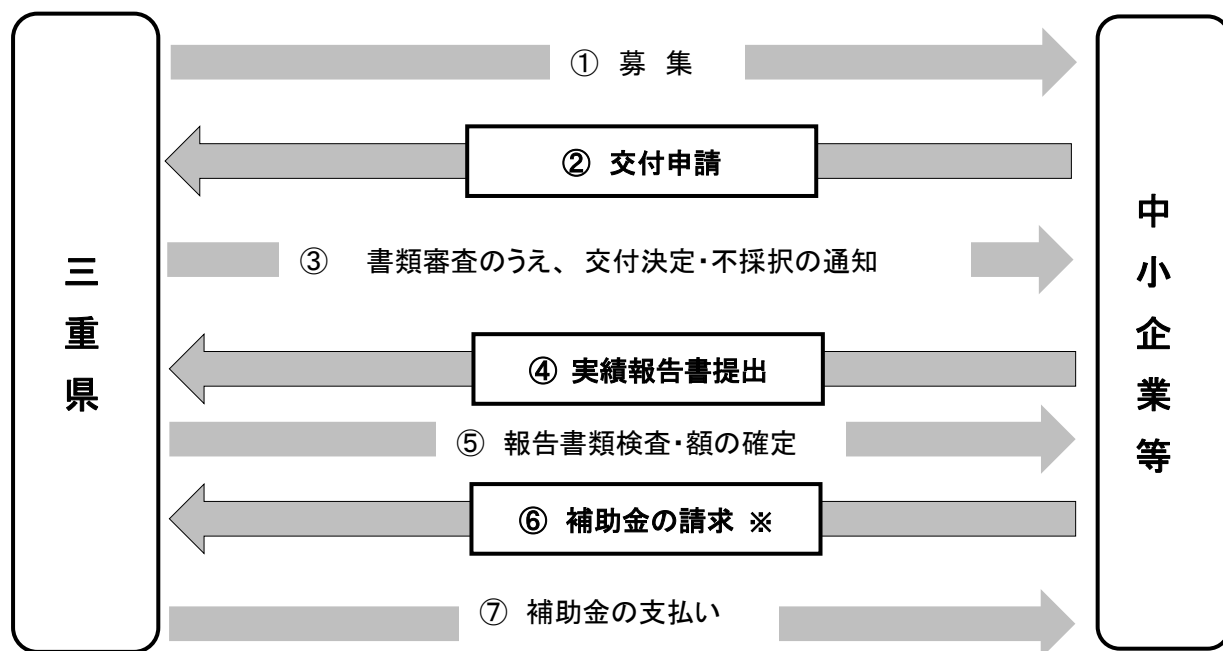 三重県
① 募 集
② 交付申請
③ 書類審査のうえ、交付決定・不採択の通知
④ 実績報告書提出
⑤ 報告書類検査・額の確定
⑥ 補助金の請求 ※
⑦ 補助金の支払い
中小企業等